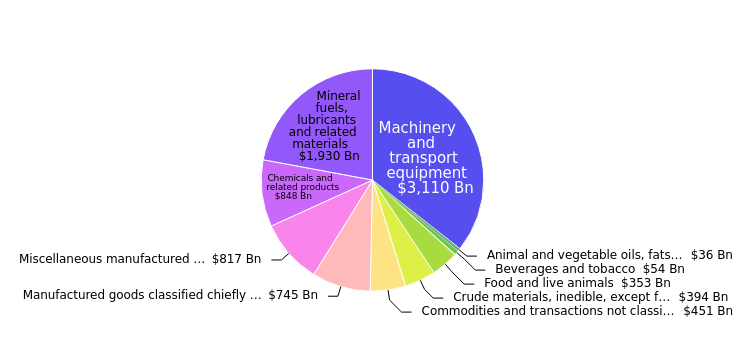 Mineral
fuels,
lubricants
and related
materials
$1,930 Bn
Machinery
and
transport
equipment
$3,110 Bn
Chemicals and
related products
$848 Bn
Miscellaneous manufactured … $817 Bn
Manufactured goods classified chiefly … $745 Bn
Animal and vegetable oils, fats… $36 Bn
Beverages and tobacco $54 Bn
Food and live animals $353 Bn
Crude materials, inedible, except f… $394 Bn
Commodities and transactions not classi… $451 Bn